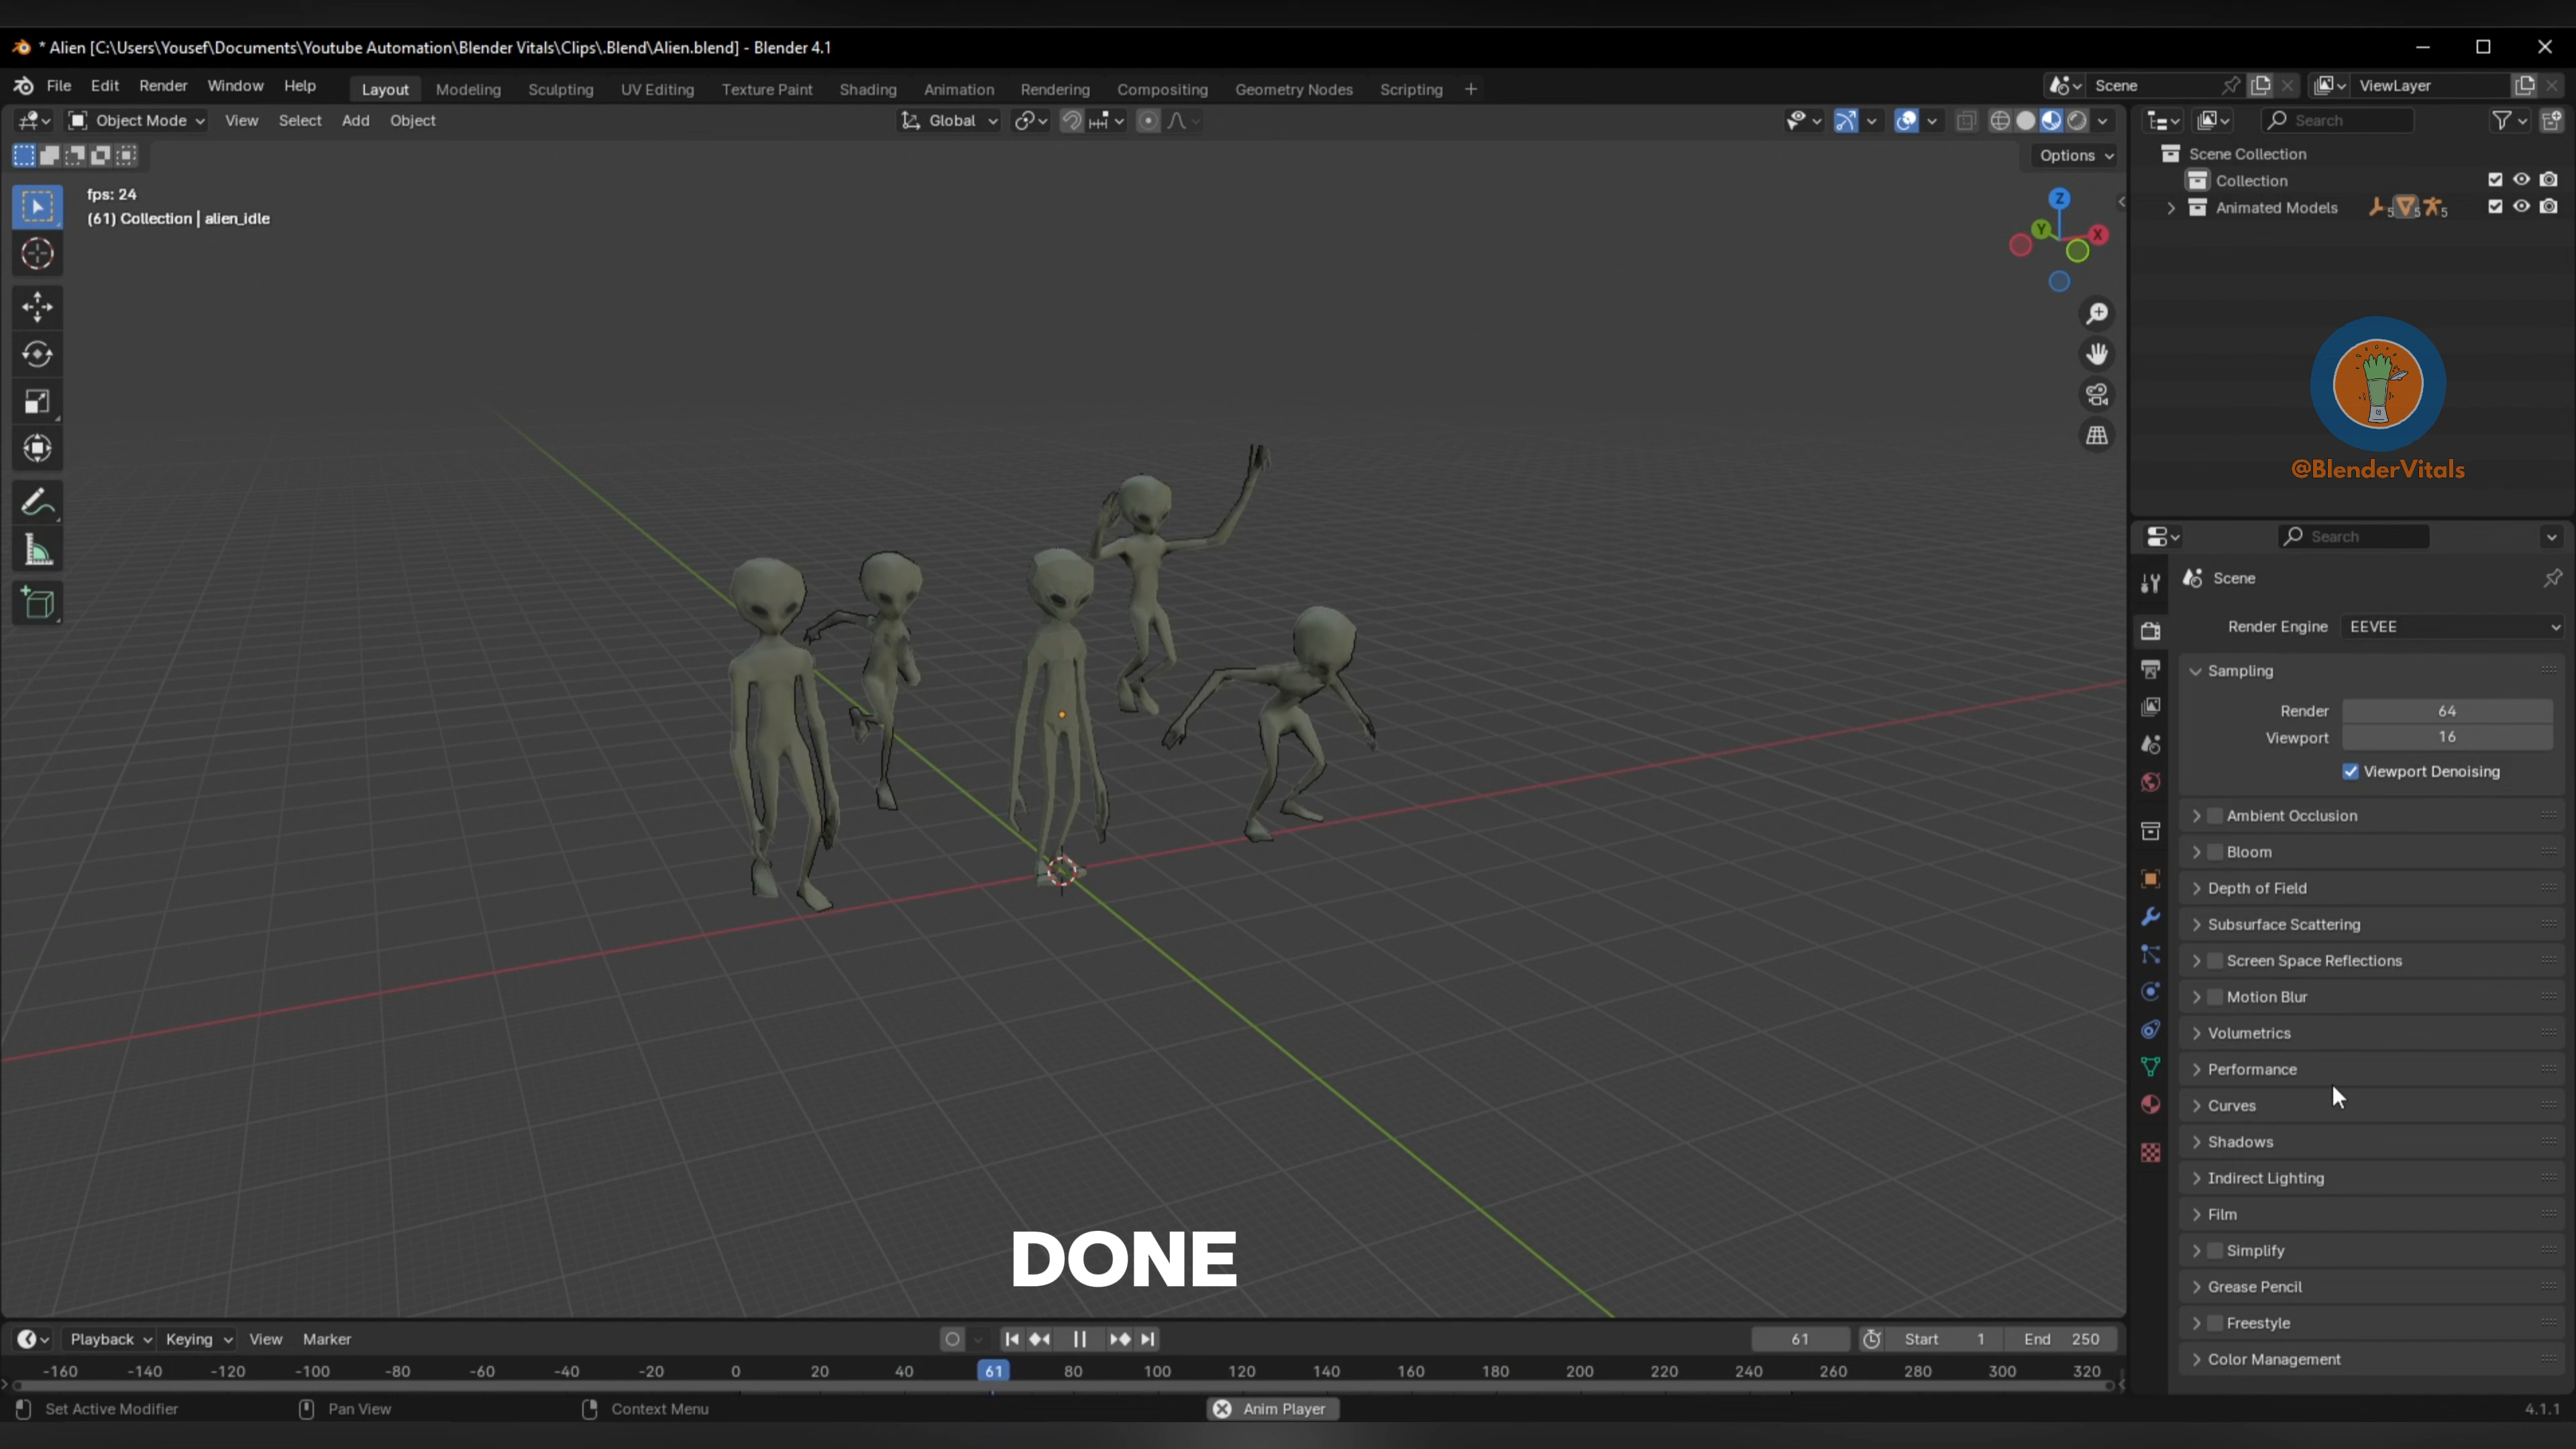 * Alien [C:\Users\Yousef\Documents\Youtube Automation\Blender Vitals\Clips\.Blend\Alien.blend] - Blender 4.1
File Edit Render Window Help Layout Modeling Sculpting UV Editing Texture Paint Shading Animation Rendering Compositing Geometry Nodes Scripting + Scene ViewLayer
Object Mode View Select Add Object Global Search
Options
Scene Collection
Collection
Animated Models 5 5 5
fps: 24
(61) Collection | alien_idle
Z
Y X
@BlenderVitals
Search
Scene
Render Engine EEVEE
Sampling
Render 64
Viewport 16
Viewport Denoising
Ambient Occlusion
Bloom
Depth of Field
Subsurface Scattering
Screen Space Reflections
Motion Blur
Volumetrics
Performance
Curves
Shadows
Indirect Lighting
Film
Simplify
Grease Pencil
Freestyle
Color Management
DONE
Playback Keying View Marker 61 Start 1 End 250
-160 -140 -120 -100 -80 -60 -40 -20 0 20 40 61 80 100 120 140 160 180 200 220 240 260 280 300 320
Set Active Modifier Pan View Context Menu Anim Player 4.1.1